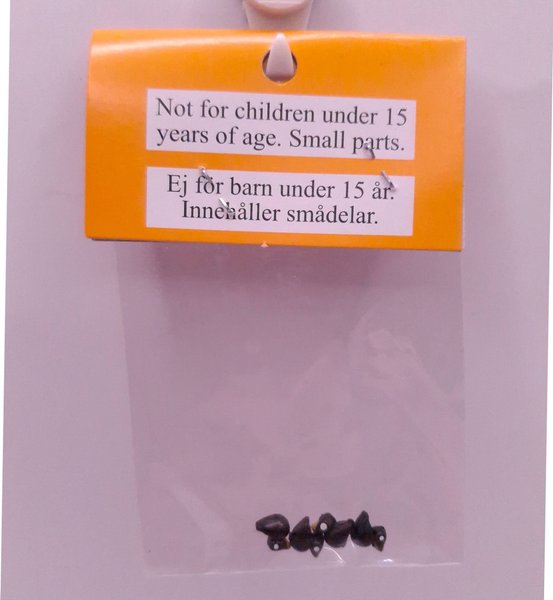 Not for children under 15
years of age. Small parts.
Ej för barn under 15 år.
Innehåller smådelar.